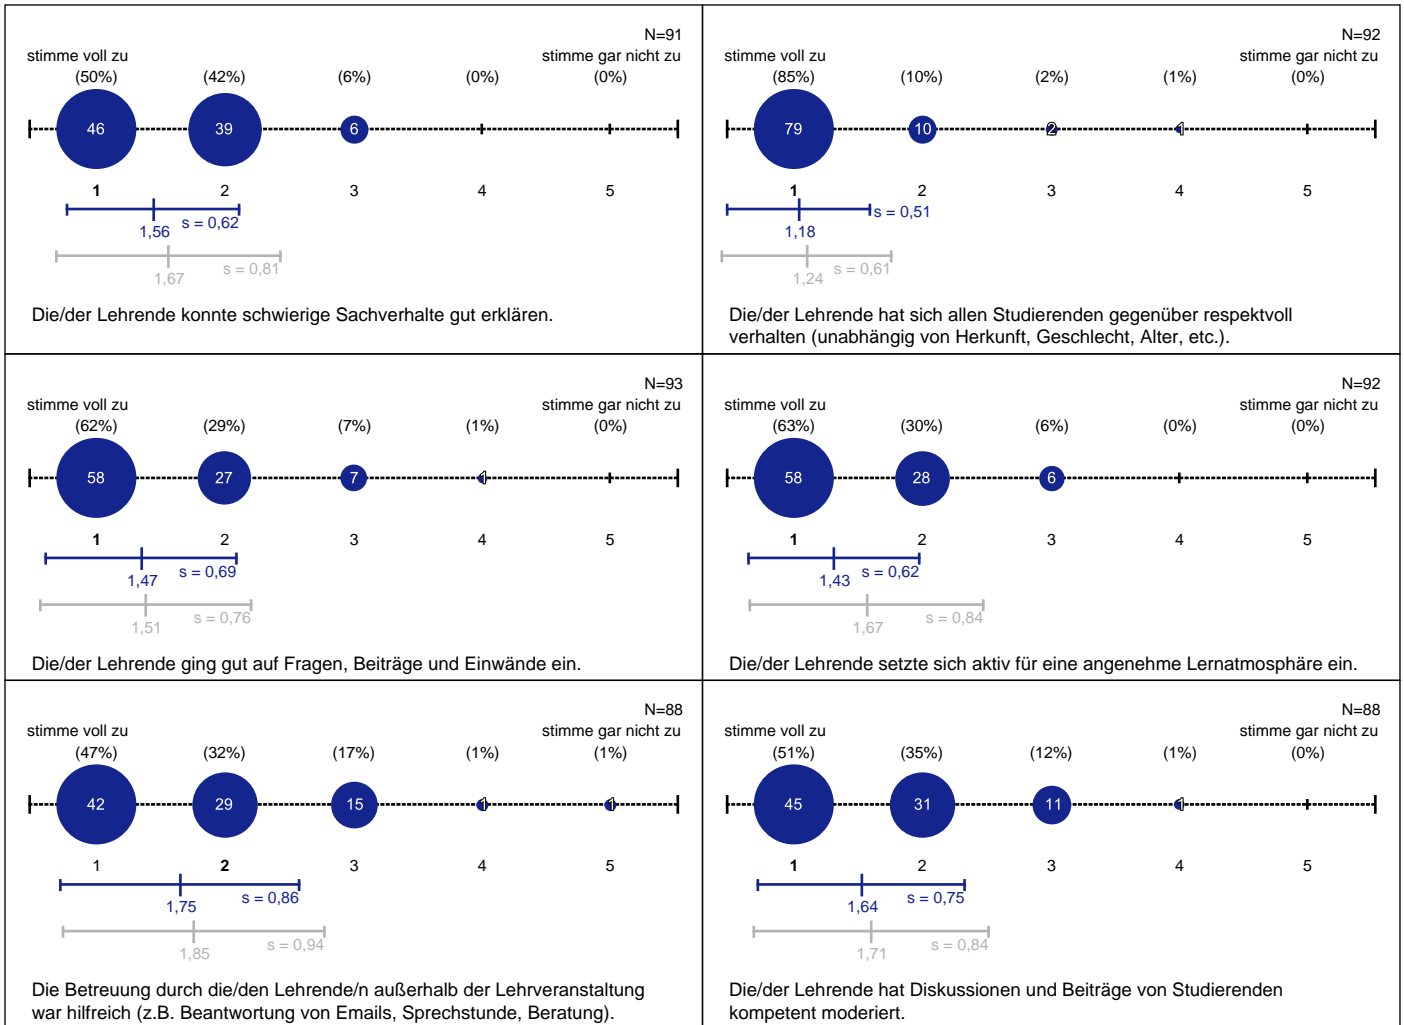 N=91
stimme voll zu
stimme gar nicht zu
(50%) (42%) (6%) (0%) (0%)
46 39 6
1 2 3 4 5
s = 0,62
1,56
s = 0,81
1,67
Die/der Lehrende konnte schwierige Sachverhalte gut erklären.
N=92
stimme voll zu
stimme gar nicht zu
(85%) (10%) (2%) (1%) (0%)
79 10 2 1
1 2 3 4 5
s = 0,51
1,18
s = 0,61
1,24
Die/der Lehrende hat sich allen Studierenden gegenüber respektvoll
verhalten (unabhängig von Herkunft, Geschlecht, Alter, etc.).
N=93
stimme voll zu
stimme gar nicht zu
(62%) (29%) (7%) (1%) (0%)
58 27 7 1
1 2 3 4 5
s = 0,69
1,47
s = 0,76
1,51
Die/der Lehrende ging gut auf Fragen, Beiträge und Einwände ein.
N=92
stimme voll zu
stimme gar nicht zu
(63%) (30%) (6%) (0%) (0%)
58 28 6
1 2 3 4 5
s = 0,62
1,43
s = 0,84
1,67
Die/der Lehrende setzte sich aktiv für eine angenehme Lernatmosphäre ein.
N=88
stimme voll zu
stimme gar nicht zu
(47%) (32%) (17%) (1%) (1%)
42 29 15 1 1
1 2 3 4 5
s = 0,86
1,75
s = 0,94
1,85
Die Betreuung durch die/den Lehrende/n außerhalb der Lehrveranstaltung
war hilfreich (z.B. Beantwortung von Emails, Sprechstunde, Beratung).
N=88
stimme voll zu
stimme gar nicht zu
(51%) (35%) (12%) (1%) (0%)
45 31 11 1
1 2 3 4 5
s = 0,75
1,64
s = 0,84
1,71
Die/der Lehrende hat Diskussionen und Beiträge von Studierenden
kompetent moderiert.